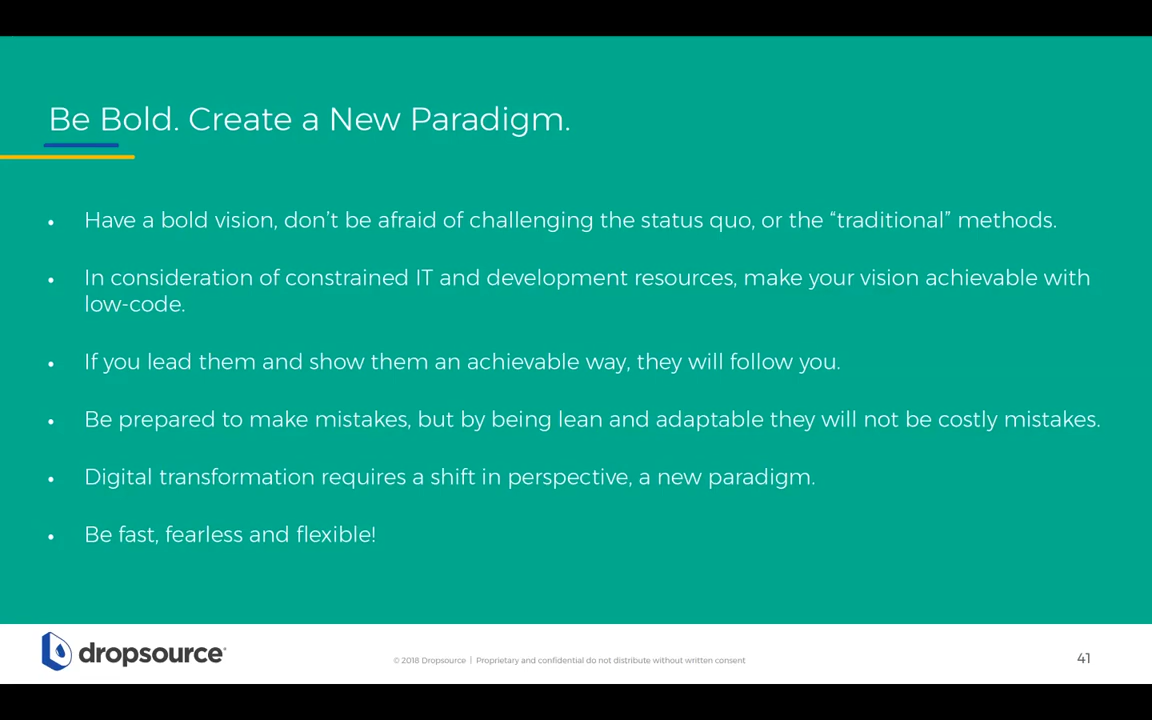 Be Bold. Create a New Paradigm.
• Have a bold vision, don’t be afraid of challenging the status quo, or the “traditional” methods.
• In consideration of constrained IT and development resources, make your vision achievable with
low-code.
• If you lead them and show them an achievable way, they will follow you.
• Be prepared to make mistakes, but by being lean and adaptable they will not be costly mistakes.
• Digital transformation requires a shift in perspective, a new paradigm.
• Be fast, fearless and flexible!
dropsource
© 2018 Dropsource | Proprietary and confidential do not distribute without written consent
41